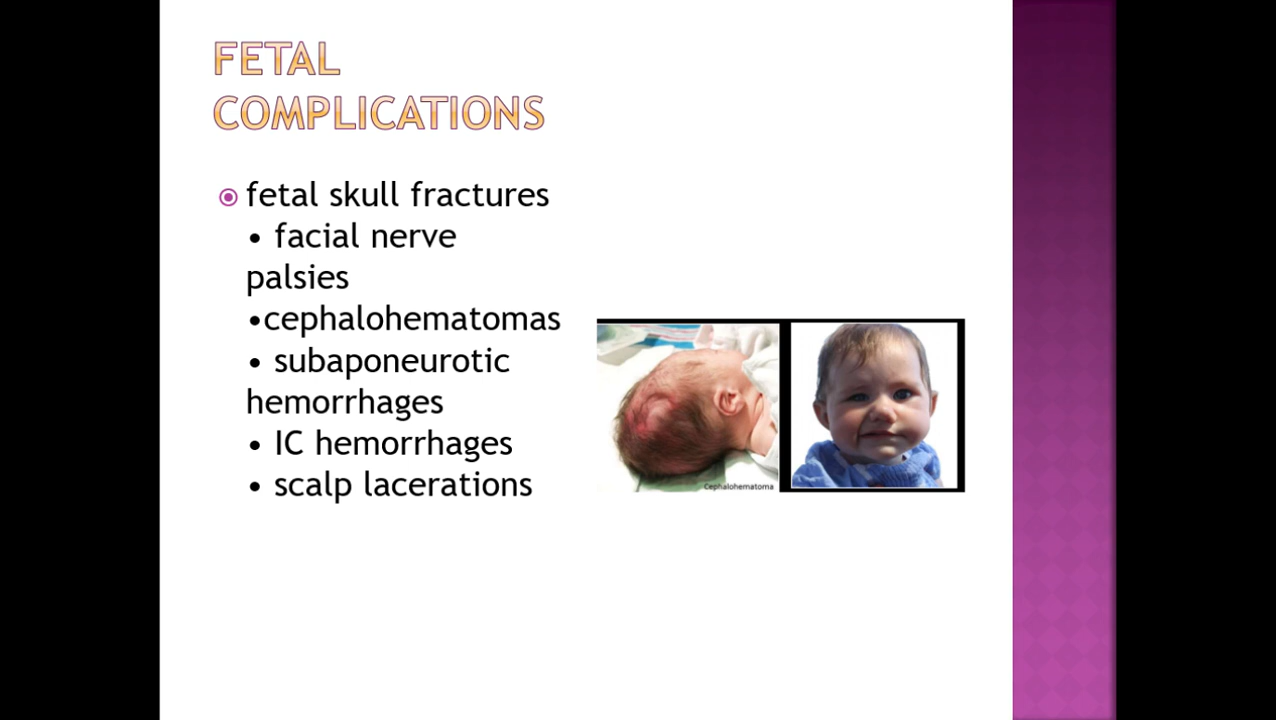 FETAL
COMPLICATIONS
fetal skull fractures
• facial nerve
palsies
•cephalohematomas
• subaponeurotic
hemorrhages
• IC hemorrhages
• scalp lacerations
Cephalohematoma